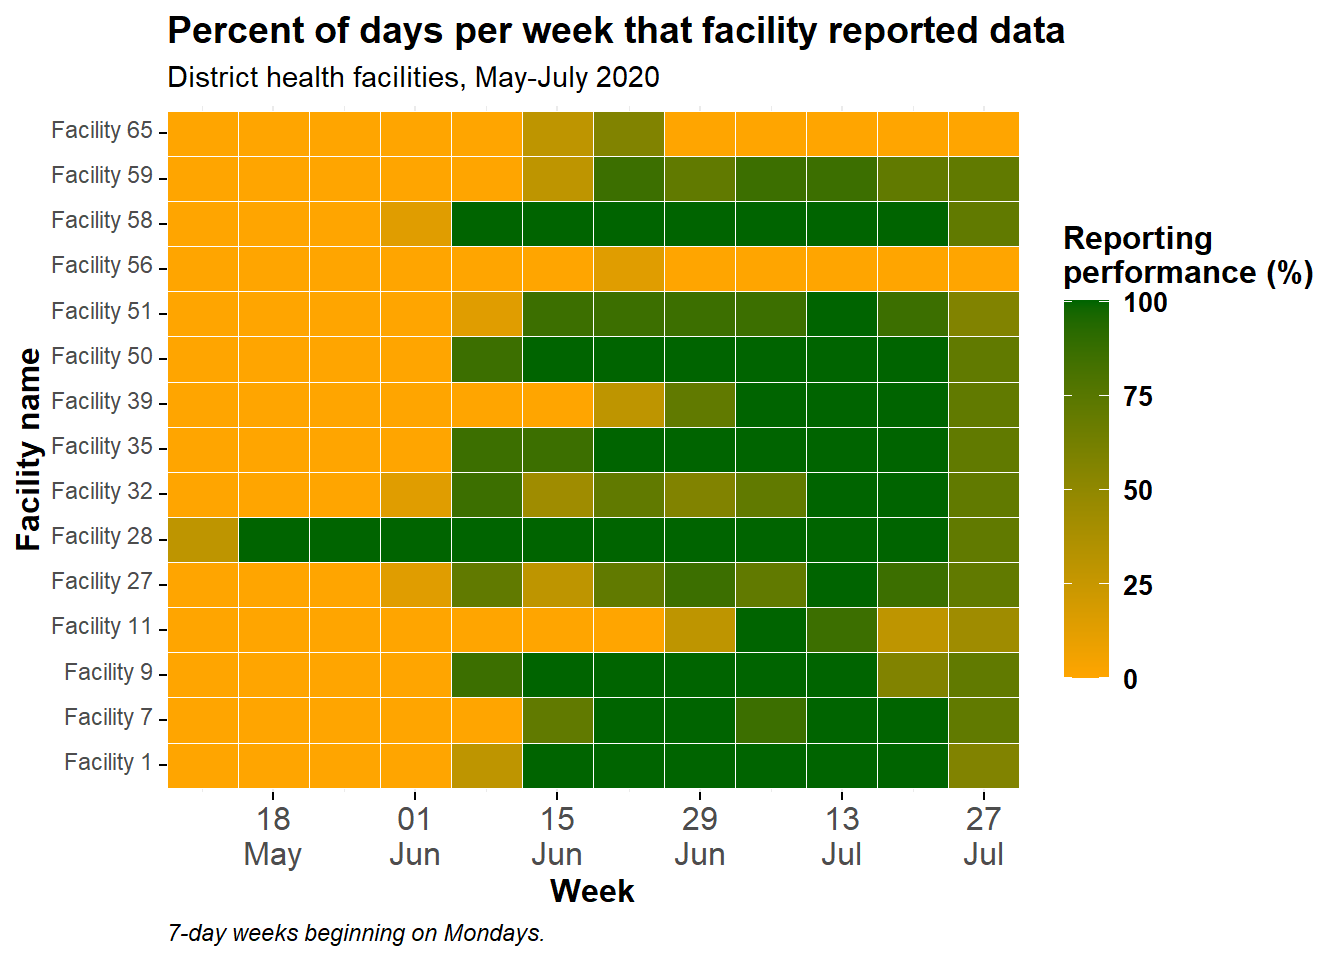 Percent of days per week that facility reported data
District health facilities, May-July 2020
Facility name
Facility 65
Facility 59
Facility 58
Facility 56
Facility 51
Facility 50
Facility 39
Facility 35
Facility 32
Facility 28
Facility 27
Facility 11
Facility 9
Facility 7
Facility 1
18
May
01
Jun
15
Jun
29
Jun
13
Jul
27
Jul
Week
7-day weeks beginning on Mondays.
Reporting
performance (%)
100
75
50
25
0